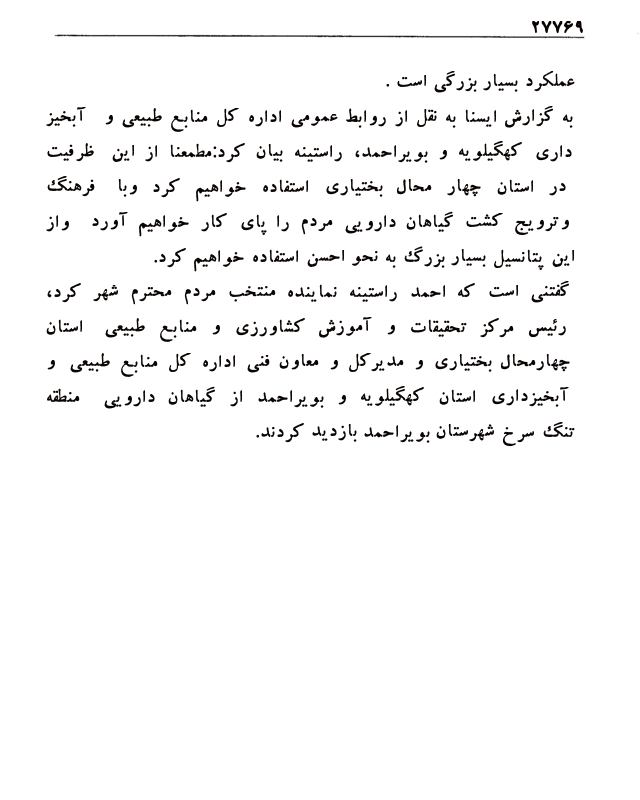 ۲۷۷۶۹
عملکرد بسیار بزرگی است .
به گزارش ایسنا به نقل از روابط عمومی اداره کل منابع طبیعی و آبخیز
داری کهگیلویه و بویراحمد، راستینه بیان کرد:مطمعنا از این ظرفیت
در استان چهار محال بختیاری استفاده خواهیم کرد وبا فرهنگ
وترویج کشت گیاهان دارویی مردم را پای کار خواهیم آورد واز
این پتانسیل بسیار بزرگ به نحو احسن استفاده خواهیم کرد.
گفتنی است که احمد راستینه نماینده منتخب مردم محترم شهر کرد،
رئیس مرکز تحقیقات و آموزش کشاورزی و منابع طبیعی استان
چهارمحال بختیاری و مدیرکل و معاون فنی اداره کل منابع طبیعی و
آبخیزداری استان کهگیلویه و بویراحمد از گیاهان دارویی منطقه
تنگ سرخ شهرستان بویراحمد بازدید کردند.